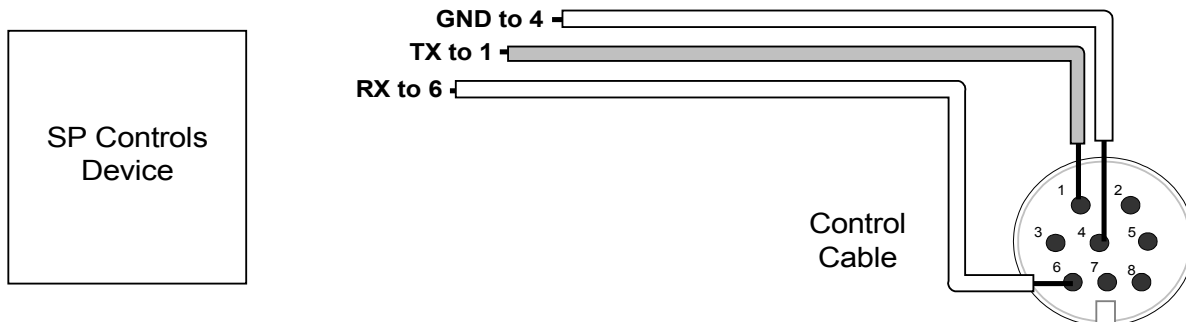 GND to 4
TX to 1
RX to 6
SP Controls
Device
Control
Cable
1 2
3 4 5
6 7 8